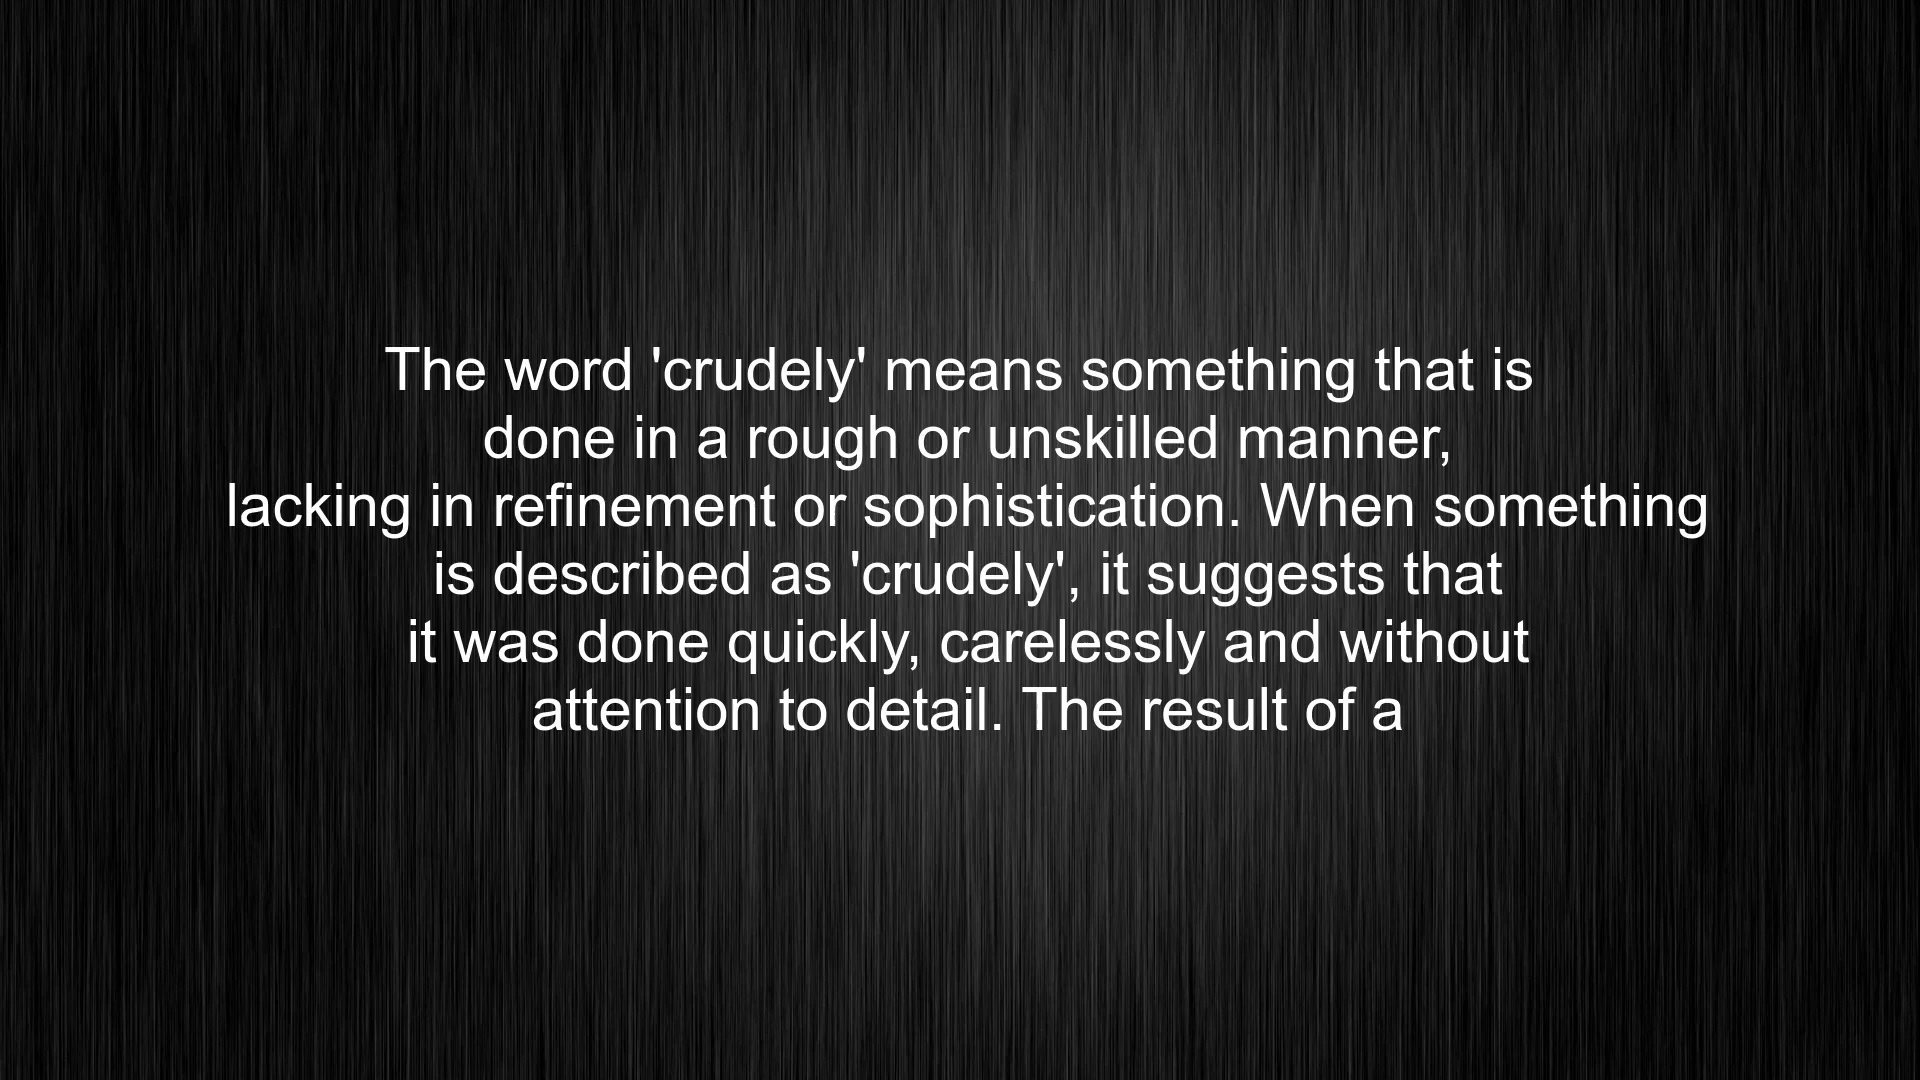 The word 'crudely' means something that is
done in a rough or unskilled manner,
lacking in refinement or sophistication. When something
is described as 'crudely', it suggests that
it was done quickly, carelessly and without
attention to detail. The result of a